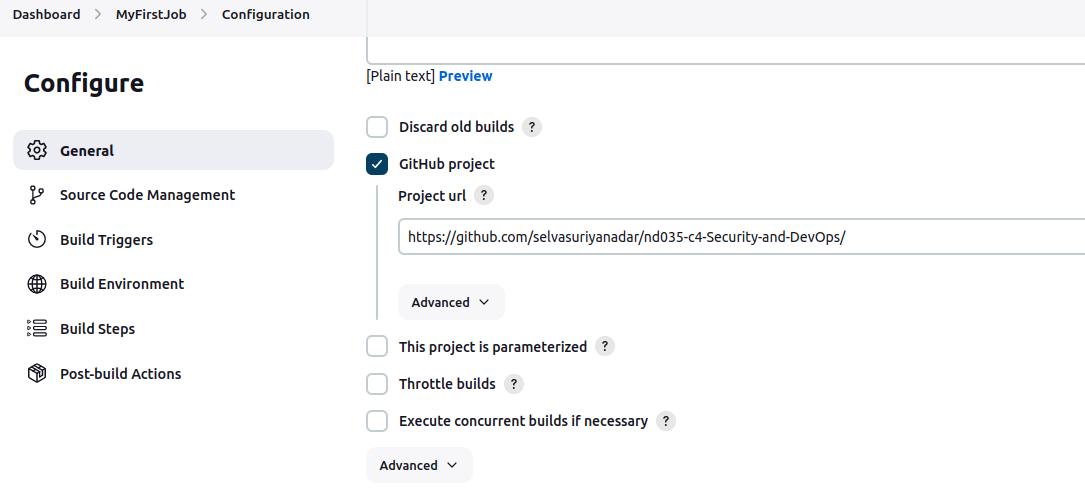 Dashboard > MyFirstJob > Configuration
Configure
General
Source Code Management
Build Triggers
Build Environment
Build Steps
Post-build Actions
[Plain text] Preview
Discard old builds ?
GitHub project
Project url ?
https://github.com/selvasuriyanadar/nd035-c4-Security-and-DevOps/
Advanced
This project is parameterized ?
Throttle builds ?
Execute concurrent builds if necessary ?
Advanced